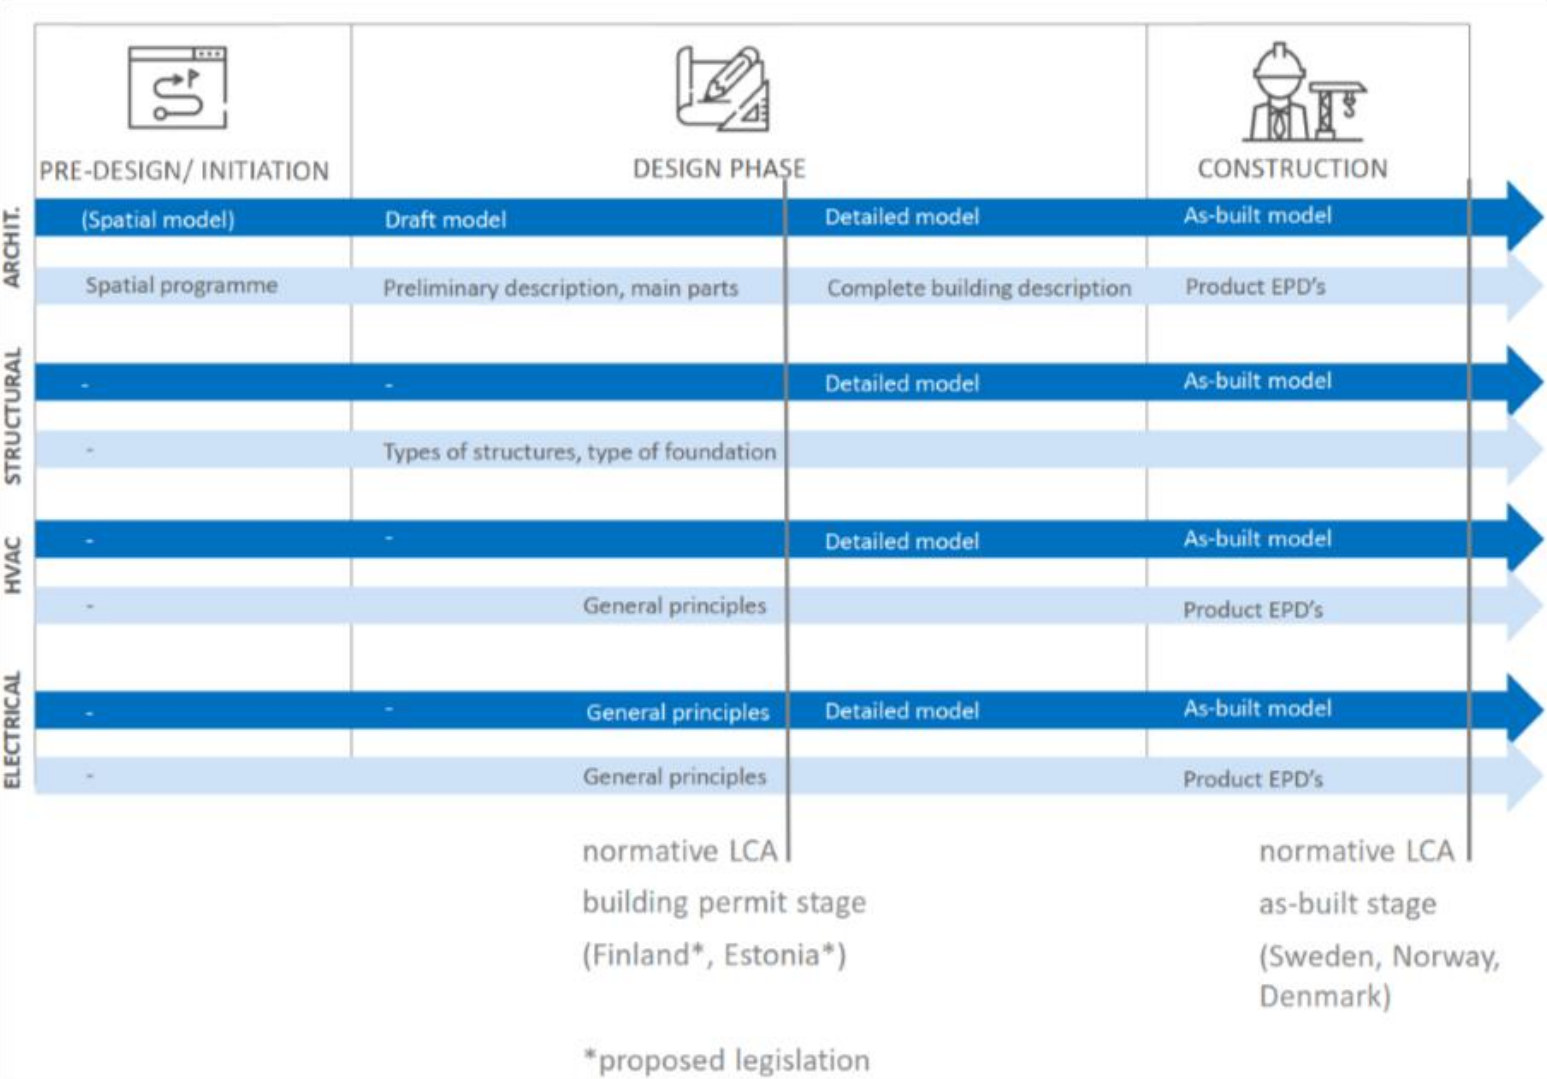 PRE-DESIGN/ INITIATION
DESIGN PHASE
CONSTRUCTION
ARCHIT.
(Spatial model)
Draft model
Detailed model
As-built model
Spatial programme
Preliminary description, main parts
Complete building description
Product EPD's
STRUCTURAL
-
-
Detailed model
As-built model
-
Types of structures, type of foundation
HVAC
-
-
Detailed model
As-built model
-
General principles
Product EPD's
ELECTRICAL
-
-
General principles
Detailed model
As-built model
-
General principles
Product EPD's
normative LCA
building permit stage
(Finland*, Estonia*)
normative LCA
as-built stage
(Sweden, Norway,
Denmark)
*proposed legislation